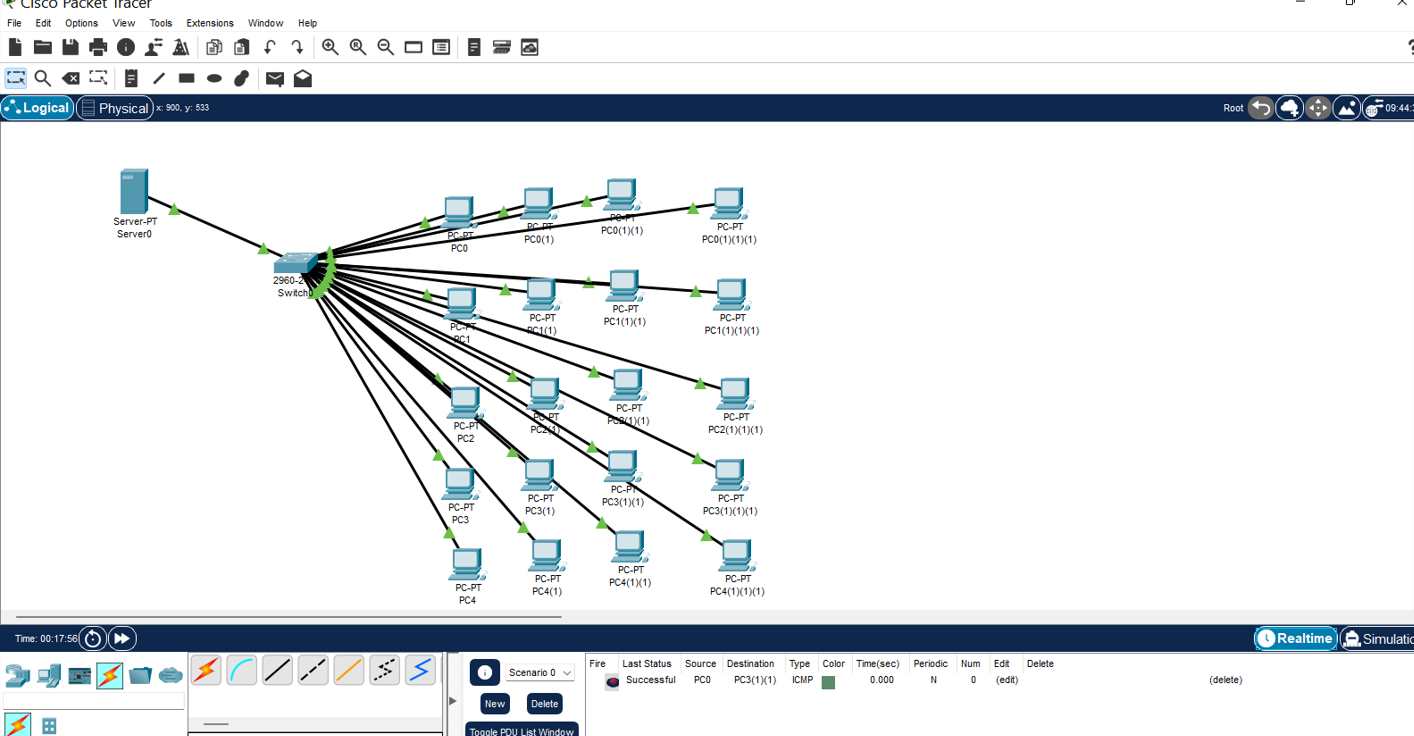 Cisco Packet Tracer
File Edit Options View Tools Extensions Window Help
Logical Physical x: 900, y: 533 Root 09:44:
Server-PT
Server0
2960-2
Switch0
PC-PT
PC0
PC-PT
PC0(1)
PC-PT
PC0(1)(1)
PC-PT
PC0(1)(1)(1)
PC-PT
PC1
PC-PT
PC1(1)
PC-PT
PC1(1)(1)
PC-PT
PC1(1)(1)(1)
PC-PT
PC2
PC-PT
PC2(1)
PC-PT
PC2(1)(1)
PC-PT
PC2(1)(1)(1)
PC-PT
PC3
PC-PT
PC3(1)
PC-PT
PC3(1)(1)
PC-PT
PC3(1)(1)(1)
PC-PT
PC4
PC-PT
PC4(1)
PC-PT
PC4(1)(1)
PC-PT
PC4(1)(1)(1)
Time: 00:17:56 Realtime Simulatio
Scenario 0
New Delete
Toggle PDU List Window
Fire Last Status Source Destination Type Color Time(sec) Periodic Num Edit Delete
Successful PC0 PC3(1)(1) ICMP 0.000 N 0 (edit) (delete)